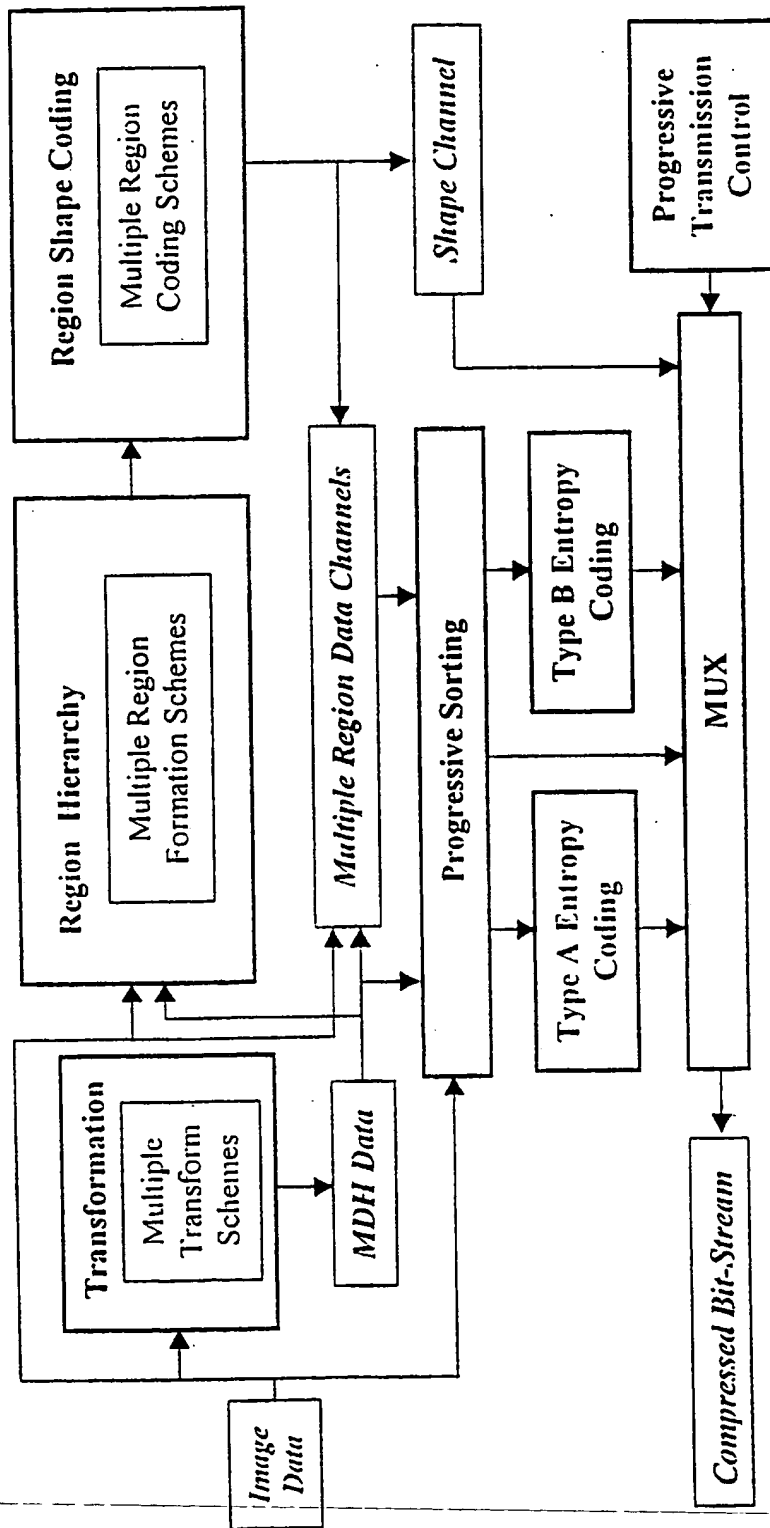 Image
Data
Transformation
Multiple
Transform
Schemes
MDH Data
Region Hierarchy
Multiple Region
Formation Schemes
Region Shape Coding
Multiple Region
Coding Schemes
Multiple Region Data Channels
Shape Channel
Progressive Sorting
Type A Entropy
Coding
Type B Entropy
Coding
Progressive
Transmission
Control
MUX
Compressed Bit-Stream